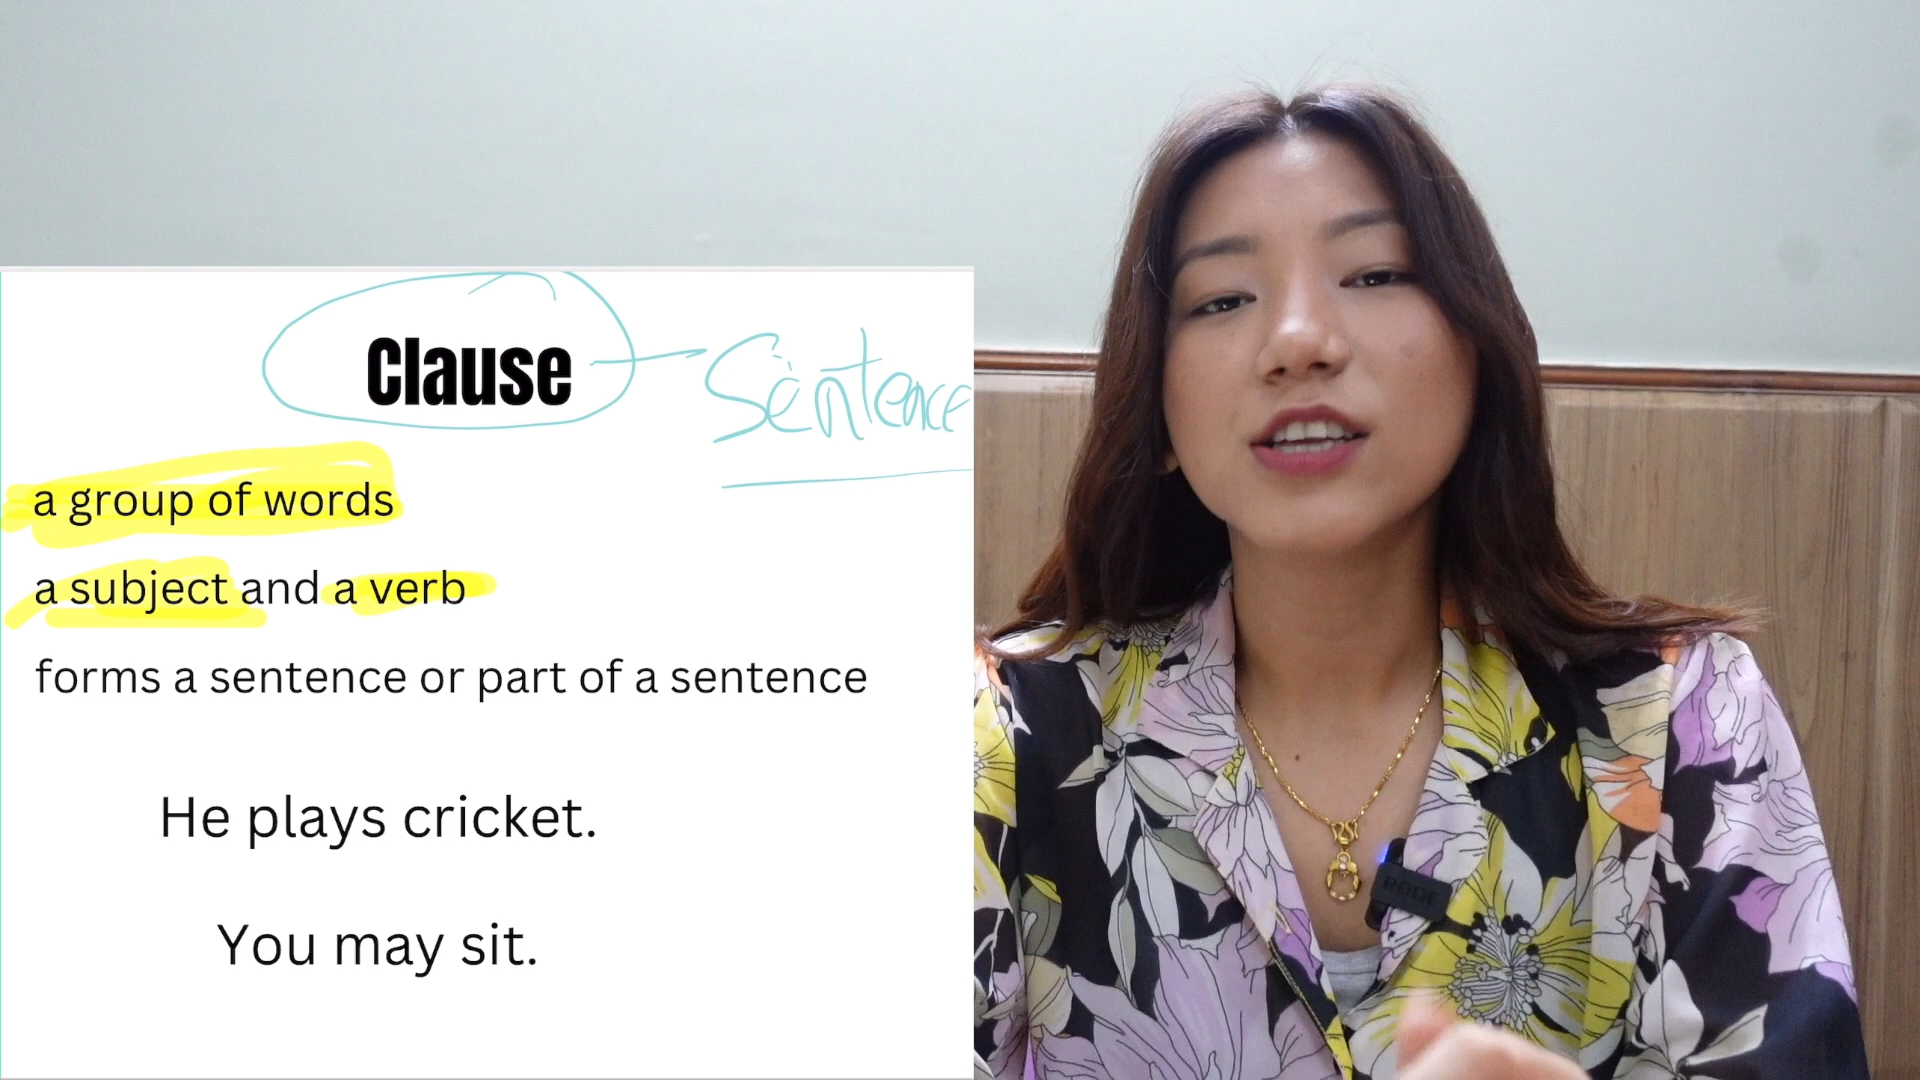 Clause
Sentence
a group of words
a subject and a verb
forms a sentence or part of a sentence
He plays cricket.
You may sit.
RØDE